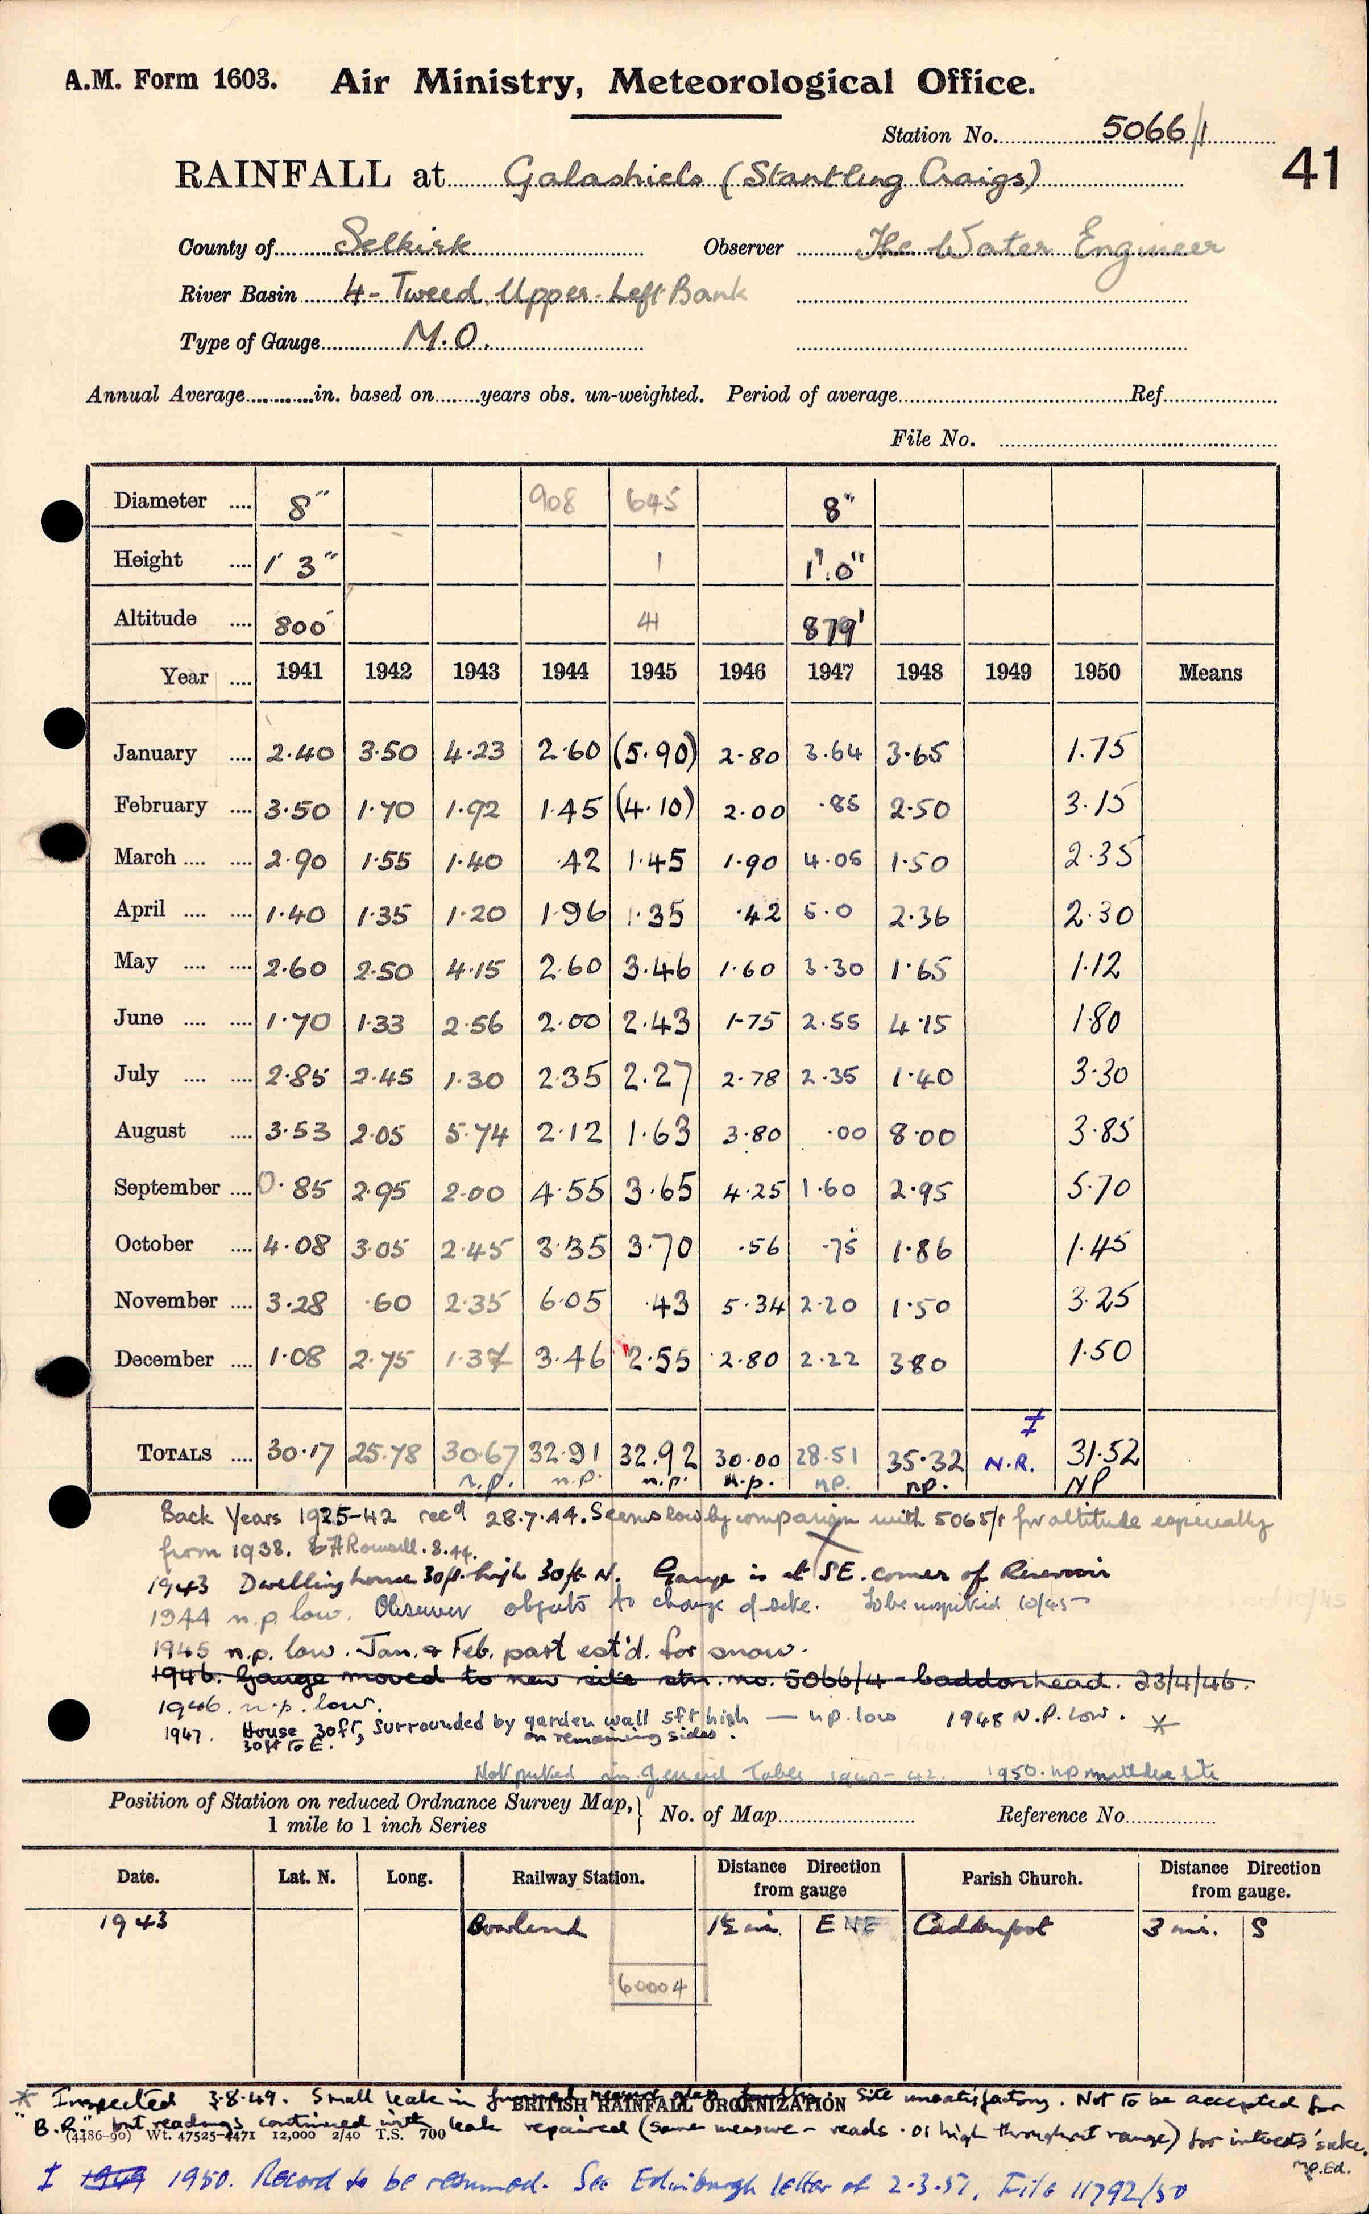 A.M. Form 1603. Air Ministry, Meteorological Office.
Station No. 5066/1
41
RAINFALL at Galashiels (Stantling Craigs)
County of Selkirk Observer The Water Engineer
River Basin 4 - Tweed, Upper - Left Bank
Type of Gauge M.O.
Annual Average............in. based on........years obs. un-weighted. Period of average Ref.
File No.
Diameter .... 8" 908 645 8"
Height .... 1' 3" 1 1'.0"
Altitude .... 800' 41 879'
Year .... 1941 1942 1943 1944 1945 1946 1947 1948 1949 1950 Means
January .... 2.40 3.50 4.23 2.60 (5.90) 2.80 3.64 3.65 1.75
February .... 3.50 1.70 1.92 1.45 (4.10) 2.00 .85 2.50 3.15
March .... .... 2.90 1.55 1.40 .42 1.45 1.90 4.05 1.50 2.35
April .... .... 1.40 1.35 1.20 1.96 1.35 .42 5.0 2.36 2.30
May .... .... 2.60 2.50 4.15 2.60 3.46 1.60 3.30 1.65 1.12
June .... .... 1.70 1.33 2.56 2.00 2.43 1.75 2.55 4.15 1.80
July .... .... 2.85 2.45 1.30 2.35 2.27 2.78 2.35 1.40 3.30
August .... 3.53 2.05 5.74 2.12 1.63 3.80 .00 8.00 3.85
September .... 0.85 2.95 2.00 4.55 3.65 4.25 1.60 2.95 5.70
October .... 4.08 3.05 2.45 3.35 3.70 .56 .75 1.86 1.45
November .... 3.28 .60 2.35 6.05 .43 5.34 2.20 1.50 3.25
December .... 1.08 2.75 1.37 3.46 2.55 2.80 2.22 3.80 1.50
TOTALS .... 30.17 25.78 30.67 32.91 32.92 30.00 28.51 35.32 N.R. 31.52
n.p. n.p. n.p. n.p. n.p. n.p. NP
Back Years 1925-42 recd 28.7.44. Seems low by comparison with 5065/1 for altitude especially
from 1938. 8.44.
1943 Dwelling house 30ft. high 30ft N. Gauge is at SE. corner of Reservoir
1944 n.p. low. Observer objects to change of site. To be inspected 10/45
1945 n.p. low. Jan. & Feb. part est'd. for snow.
1946. Gauge moved to new site stn. no. 5066/4 - baddonhead. 23/4/46.
1946. n.p. low.
1947. House 30ft, surrounded by garden wall 5ft high — n.p. low 1948 N.P. Low. *
30ft to E. on remaining sides.
Not printed in General Table 1940-42. 1950. np
Position of Station on reduced Ordnance Survey Map, } No. of Map Reference No.
1 mile to 1 inch Series
Date. Lat. N. Long. Railway Station. Distance Direction from gauge Parish Church. Distance Direction from gauge.
1943 Bowland 1½ mi. E NE Caddonfoot 3 mi. S
60004
* Inspected 3.8.49. Small leak in funnel Site unsatisfactory. Not to be accepted for
BRITISH RAINFALL ORGANIZATION
"B.R." but readings continued with leak repaired (same measure - reads .01 high throughout range) for interests' sake.
(4486-90) Wt. 47525-4471 12,000 2/40 T.S. 700
‡ 1949 1950. Record to be resumed. See Edinburgh letter of 2.3.51, File 11792/50